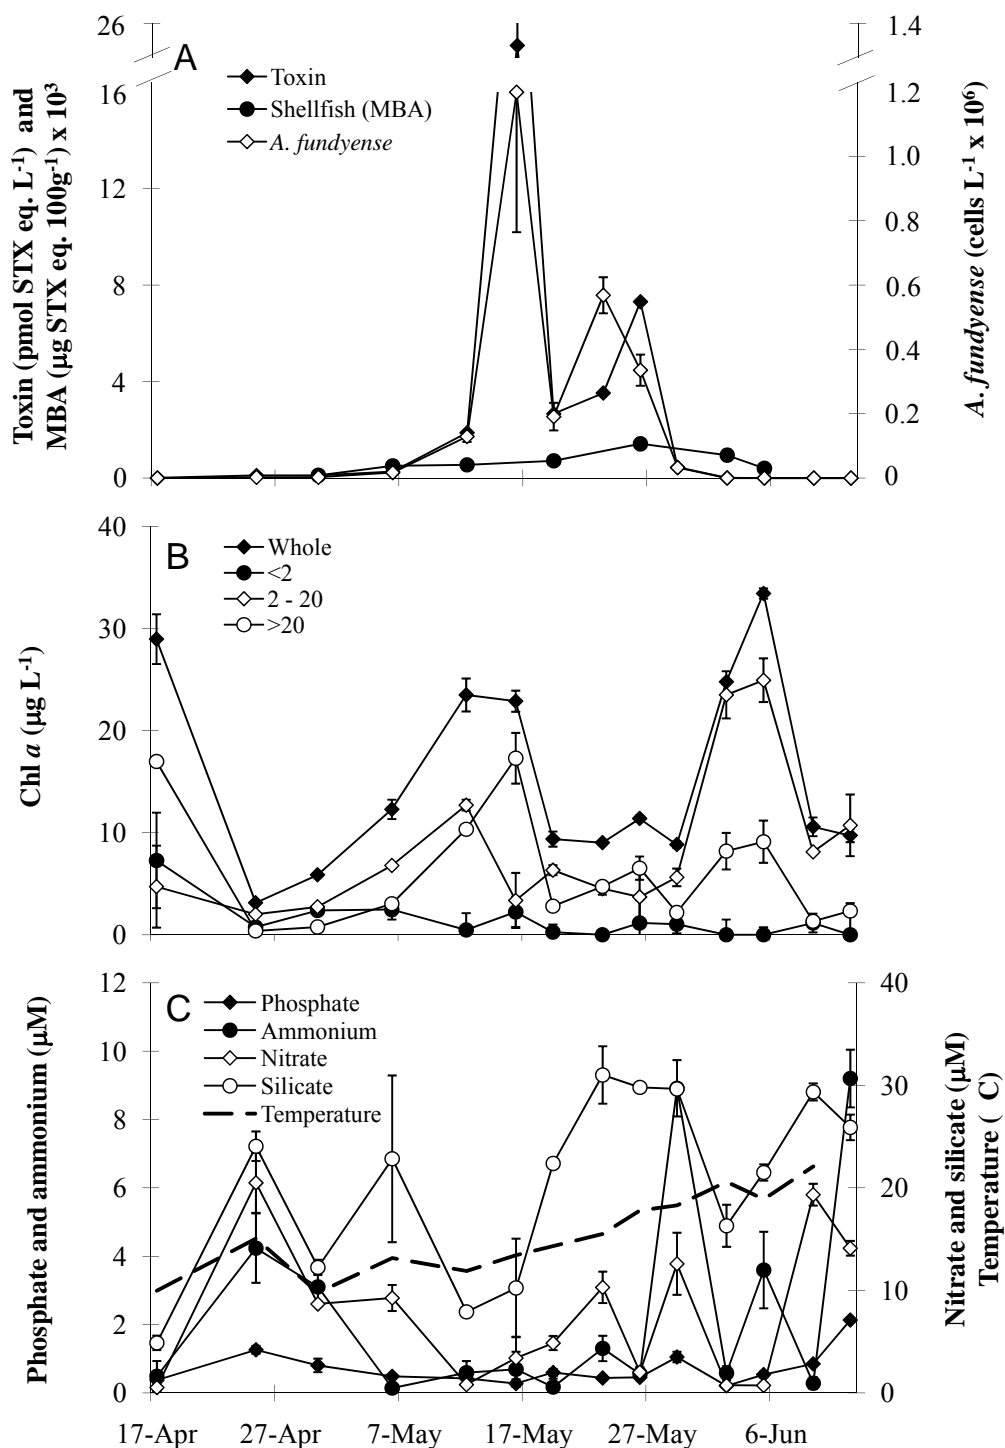 26
1.4
A
Toxin
Shellfish (MBA)
A. fundyense
16
12
8
4
0
1.2
1.0
0.8
0.6
0.4
0.2
0
Toxin (pmol STX eq. L⁻¹) and
MBA (µg STX eq. 100g⁻¹) x 10³
A. fundyense (cells L⁻¹ x 10⁶)
B
Whole
<2
2 - 20
>20
40
30
20
10
0
Chl a (µg L⁻¹)
C
Phosphate
Ammonium
Nitrate
Silicate
Temperature
12
10
8
6
4
2
0
40
30
20
10
0
Phosphate and ammonium (µM)
Nitrate and silicate (µM)
Temperature ( C)
17-Apr 27-Apr 7-May 17-May 27-May 6-Jun